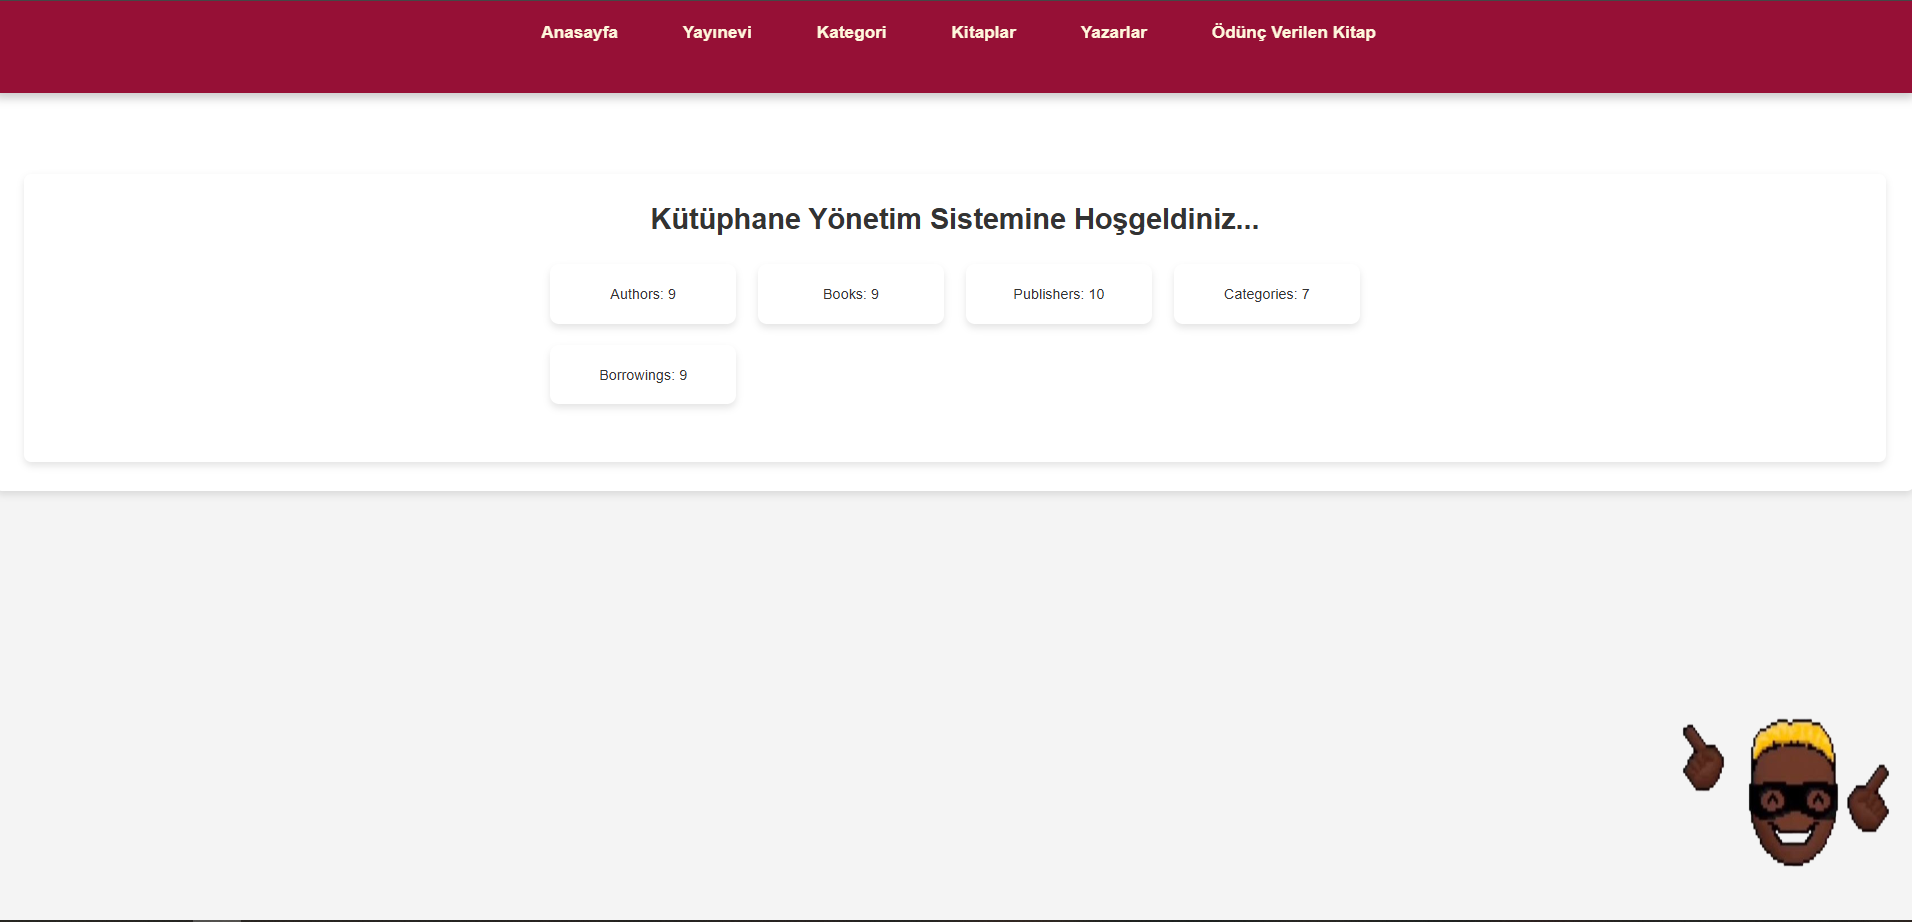 Anasayfa Yayınevi Kategori Kitaplar Yazarlar Ödünç Verilen Kitap
Kütüphane Yönetim Sistemine Hoşgeldiniz...
Authors: 9 Books: 9 Publishers: 10 Categories: 7
Borrowings: 9